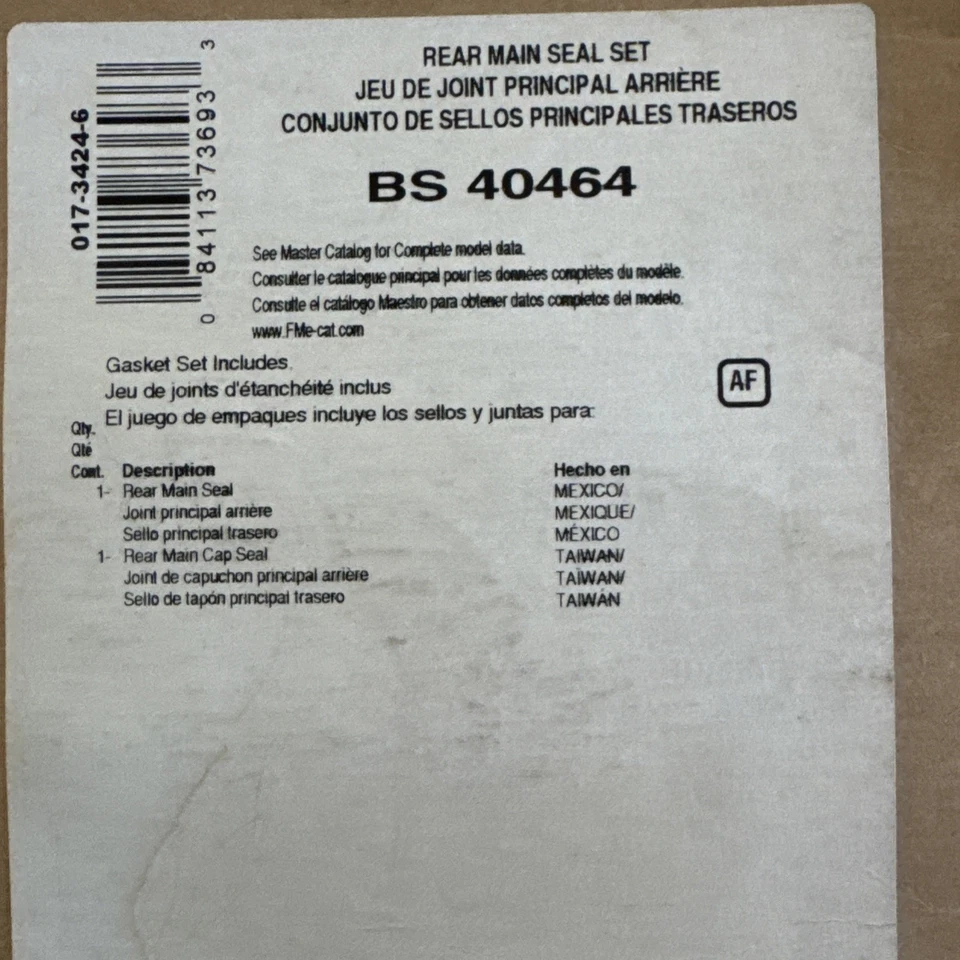 REAR MAIN SEAL SET
JEU DE JOINT PRINCIPAL ARRIÈRE
CONJUNTO DE SELLOS PRINCIPALES TRASEROS
017-3424-6
0 84113 73693 3
BS 40464
See Master Catalog for Complete model data.
Consulter le catalogue principal pour les données complètes du modèle.
Consulte el catálogo Maestro para obtener datos completos del modelo.
www.FMe-cat.com
Gasket Set Includes.
Jeu de joints d'étanchéité inclus
El juego de empaques incluye los sellos y juntas para:
AF
Qty.
Qté
Cont. Description Hecho en
1- Rear Main Seal MEXICO/
Joint principal arrière MEXIQUE/
Sello principal trasero MÉXICO
1- Rear Main Cap Seal TAIWAN/
Joint de capuchon principal arrière TAÏWAN/
Sello de tapón principal trasero TAIWÁN